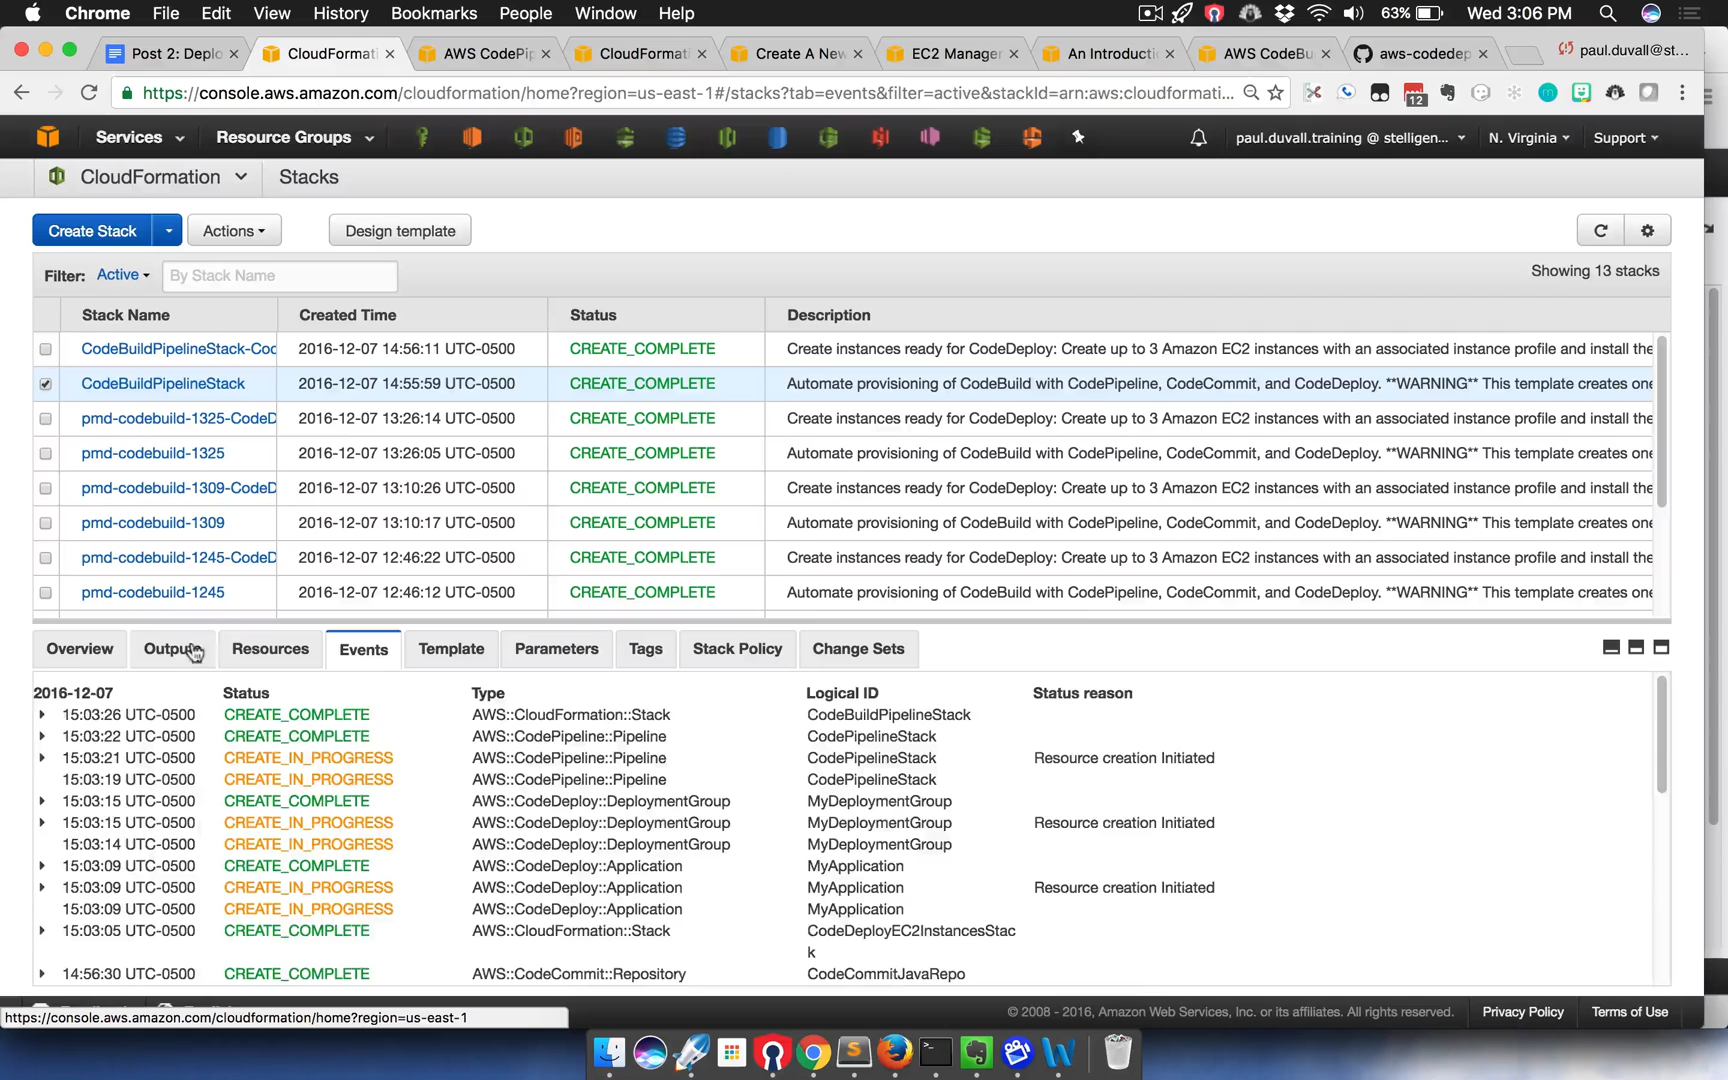 Chrome File Edit View History Bookmarks People Window Help 63% Wed 3:06 PM
Post 2: Deplo CloudFormati AWS CodePip CloudFormati Create A New EC2 Manager An Introducti AWS CodeBui aws-codedep paul.duvall@st...
https://console.aws.amazon.com/cloudformation/home?region=us-east-1#/stacks?tab=events&filter=active&stackId=arn:aws:cloudformati... 12
Services Resource Groups paul.duvall.training @ stelligen... N. Virginia Support
CloudFormation Stacks
Create Stack Actions Design template
Filter: Active By Stack Name Showing 13 stacks
Stack Name Created Time Status Description
CodeBuildPipelineStack-Coc 2016-12-07 14:56:11 UTC-0500 CREATE_COMPLETE Create instances ready for CodeDeploy: Create up to 3 Amazon EC2 instances with an associated instance profile and install the
CodeBuildPipelineStack 2016-12-07 14:55:59 UTC-0500 CREATE_COMPLETE Automate provisioning of CodeBuild with CodePipeline, CodeCommit, and CodeDeploy. **WARNING** This template creates one
pmd-codebuild-1325-CodeD 2016-12-07 13:26:14 UTC-0500 CREATE_COMPLETE Create instances ready for CodeDeploy: Create up to 3 Amazon EC2 instances with an associated instance profile and install the
pmd-codebuild-1325 2016-12-07 13:26:05 UTC-0500 CREATE_COMPLETE Automate provisioning of CodeBuild with CodePipeline, CodeCommit, and CodeDeploy. **WARNING** This template creates one
pmd-codebuild-1309-CodeD 2016-12-07 13:10:26 UTC-0500 CREATE_COMPLETE Create instances ready for CodeDeploy: Create up to 3 Amazon EC2 instances with an associated instance profile and install the
pmd-codebuild-1309 2016-12-07 13:10:17 UTC-0500 CREATE_COMPLETE Automate provisioning of CodeBuild with CodePipeline, CodeCommit, and CodeDeploy. **WARNING** This template creates one
pmd-codebuild-1245-CodeD 2016-12-07 12:46:22 UTC-0500 CREATE_COMPLETE Create instances ready for CodeDeploy: Create up to 3 Amazon EC2 instances with an associated instance profile and install the
pmd-codebuild-1245 2016-12-07 12:46:12 UTC-0500 CREATE_COMPLETE Automate provisioning of CodeBuild with CodePipeline, CodeCommit, and CodeDeploy. **WARNING** This template creates one
Overview Outputs Resources Events Template Parameters Tags Stack Policy Change Sets
2016-12-07 Status Type Logical ID Status reason
15:03:26 UTC-0500 CREATE_COMPLETE AWS::CloudFormation::Stack CodeBuildPipelineStack
15:03:22 UTC-0500 CREATE_COMPLETE AWS::CodePipeline::Pipeline CodePipelineStack
15:03:21 UTC-0500 CREATE_IN_PROGRESS AWS::CodePipeline::Pipeline CodePipelineStack Resource creation Initiated
15:03:19 UTC-0500 CREATE_IN_PROGRESS AWS::CodePipeline::Pipeline CodePipelineStack
15:03:15 UTC-0500 CREATE_COMPLETE AWS::CodeDeploy::DeploymentGroup MyDeploymentGroup
15:03:15 UTC-0500 CREATE_IN_PROGRESS AWS::CodeDeploy::DeploymentGroup MyDeploymentGroup Resource creation Initiated
15:03:14 UTC-0500 CREATE_IN_PROGRESS AWS::CodeDeploy::DeploymentGroup MyDeploymentGroup
15:03:09 UTC-0500 CREATE_COMPLETE AWS::CodeDeploy::Application MyApplication
15:03:09 UTC-0500 CREATE_IN_PROGRESS AWS::CodeDeploy::Application MyApplication Resource creation Initiated
15:03:09 UTC-0500 CREATE_IN_PROGRESS AWS::CodeDeploy::Application MyApplication
15:03:05 UTC-0500 CREATE_COMPLETE AWS::CloudFormation::Stack CodeDeployEC2InstancesStac
k
14:56:30 UTC-0500 CREATE_COMPLETE AWS::CodeCommit::Repository CodeCommitJavaRepo
© 2008 - 2016, Amazon Web Services, Inc. or its affiliates. All rights reserved. Privacy Policy Terms of Use
https://console.aws.amazon.com/cloudformation/home?region=us-east-1